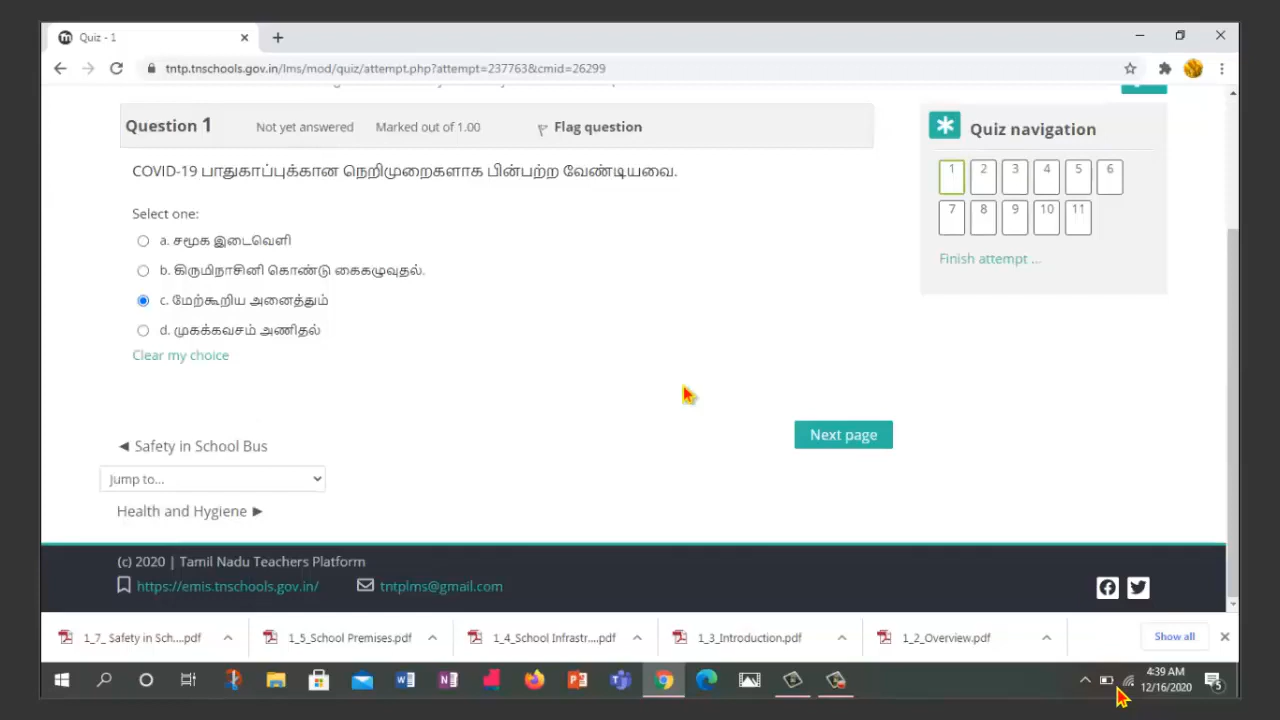 Quiz - 1
tntp.tnschools.gov.in/lms/mod/quiz/attempt.php?attempt=237763&cmid=26299
Question 1 Not yet answered Marked out of 1.00 Flag question
COVID-19 பாதுகாப்புக்கான நெறிமுறைகளாக பின்பற்ற வேண்டியவை.
Select one:
a. சமூக இடைவெளி
b. கிருமிநாசினி கொண்டு கைகழுவுதல்.
c. மேற்கூறிய அனைத்தும்
d. முகக்கவசம் அணிதல்
Clear my choice
Next page
◄ Safety in School Bus
Jump to...
Health and Hygiene ►
Quiz navigation
1 2 3 4 5 6
7 8 9 10 11
Finish attempt ...
(c) 2020 | Tamil Nadu Teachers Platform
https://emis.tnschools.gov.in/ tntplms@gmail.com
1_7_ Safety in Sch....pdf 1_5_School Premises.pdf 1_4_School Infrastr....pdf 1_3_Introduction.pdf 1_2_Overview.pdf Show all
4:39 AM
12/16/2020
5